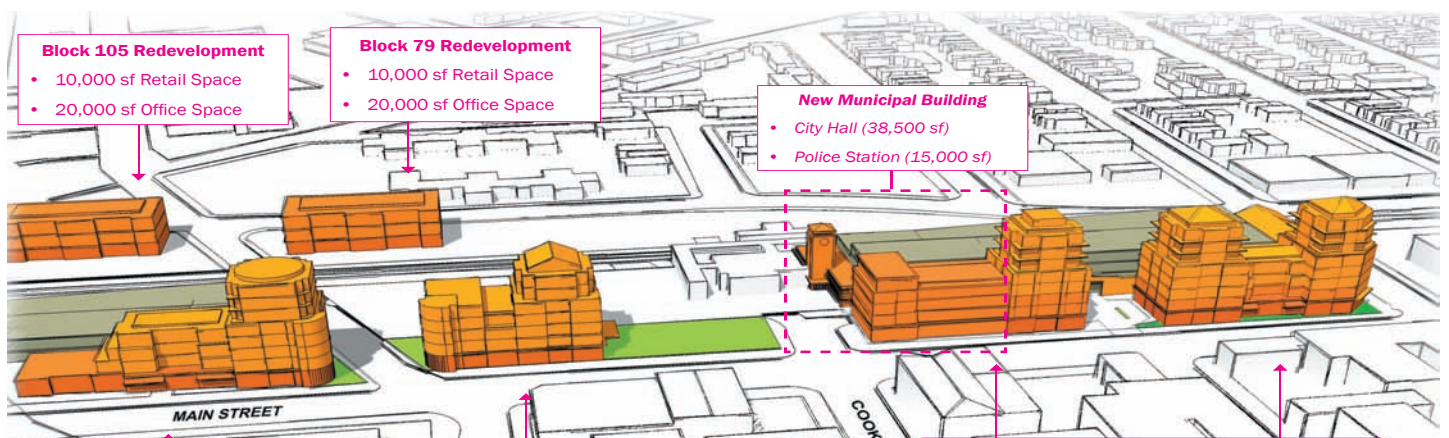 Block 105 Redevelopment
• 10,000 sf Retail Space
• 20,000 sf Office Space
Block 79 Redevelopment
• 10,000 sf Retail Space
• 20,000 sf Office Space
New Municipal Building
• City Hall (38,500 sf)
• Police Station (15,000 sf)
MAIN STREET
COOK